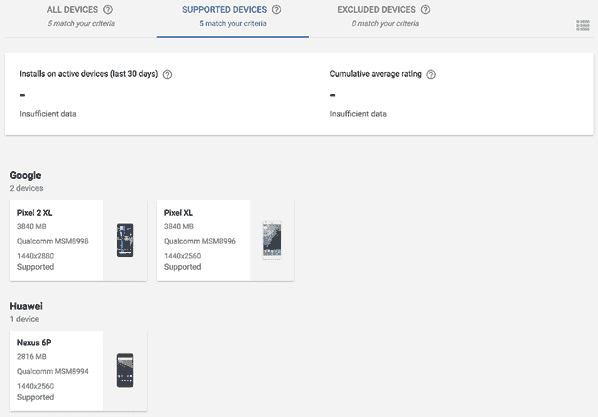 ALL DEVICES ?
5 match your criteria
SUPPORTED DEVICES ?
5 match your criteria
EXCLUDED DEVICES ?
0 match your criteria
Installs on active devices (last 30 days) ?
-
Insufficient data
Cumulative average rating ?
-
Insufficient data
Google
2 devices
Pixel 2 XL
3840 MB
Qualcomm MSM8998
1440x2880
Supported
Pixel XL
3840 MB
Qualcomm MSM8996
1440x2560
Supported
Huawei
1 device
Nexus 6P
2816 MB
Qualcomm MSM8994
1440x2560
Supported